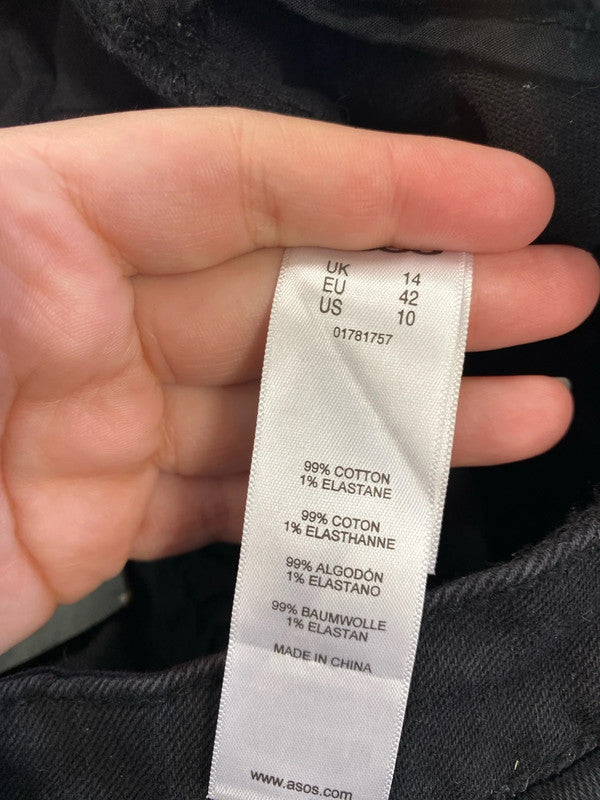 UK 14
EU 42
US 10
01781757
99% COTTON
1% ELASTANE
99% COTON
1% ELASTHANNE
99% ALGODÓN
1% ELASTANO
99% BAUMWOLLE
1% ELASTAN
MADE IN CHINA
www.asos.com